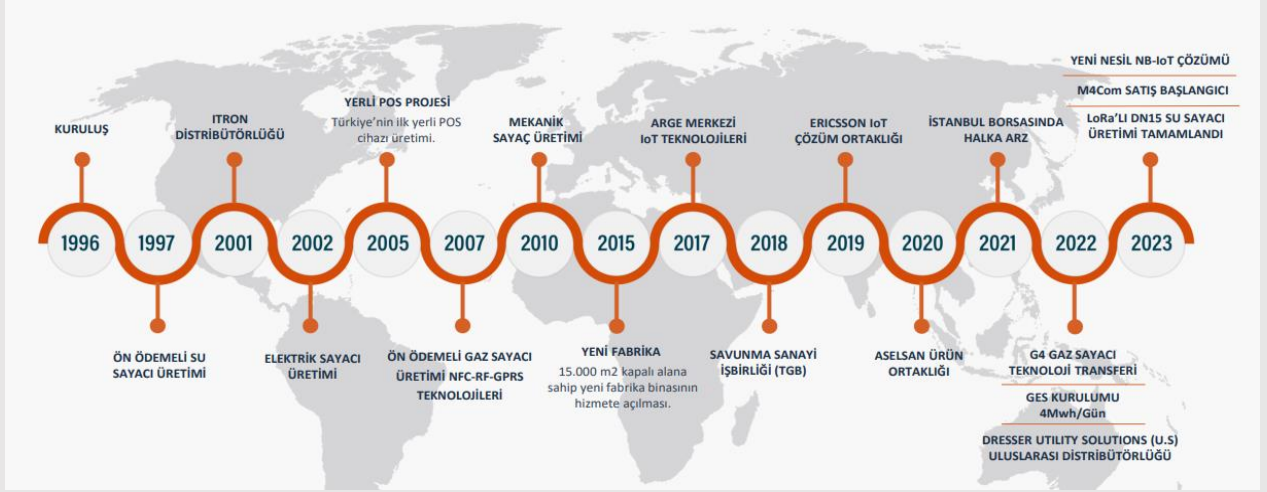 KURULUŞ
1996
1997
ÖN ÖDEMELİ SU
SAYACI ÜRETİMİ
ITRON
DİSTRİBÜTÖRLÜĞÜ
2001
2002
ELEKTRİK SAYACI
ÜRETİMİ
YERLİ POS PROJESİ
Türkiye'nin ilk yerli POS
cihazı üretimi.
2005
2007
ÖN ÖDEMELİ GAZ SAYACI
ÜRETİMİ NFC-RF-GPRS
TEKNOLOJİLERİ
MEKANİK
SAYAÇ ÜRETİMİ
2010
2015
YENİ FABRİKA
15.000 m2 kapalı alana
sahip yeni fabrika binasının
hizmete açılması.
ARGE MERKEZİ
IoT TEKNOLOJİLERİ
2017
2018
SAVUNMA SANAYİ
İŞBİRLİĞİ (TGB)
ERICSSON IoT
ÇÖZÜM ORTAKLIĞI
2019
2020
ASELSAN ÜRÜN
ORTAKLIĞI
İSTANBUL BORSASINDA
HALKA ARZ
2021
2022
G4 GAZ SAYACI
TEKNOLOJİ TRANSFERİ
GES KURULUMU
4Mwh/Gün
DRESSER UTILITY SOLUTIONS (U.S)
ULUSLARASI DİSTRİBÜTÖRLÜĞÜ
YENİ NESİL NB-IoT ÇÖZÜMÜ
M4Com SATIŞ BAŞLANGICI
LoRa'LI DN15 SU SAYACI
ÜRETİMİ TAMAMLANDI
2023